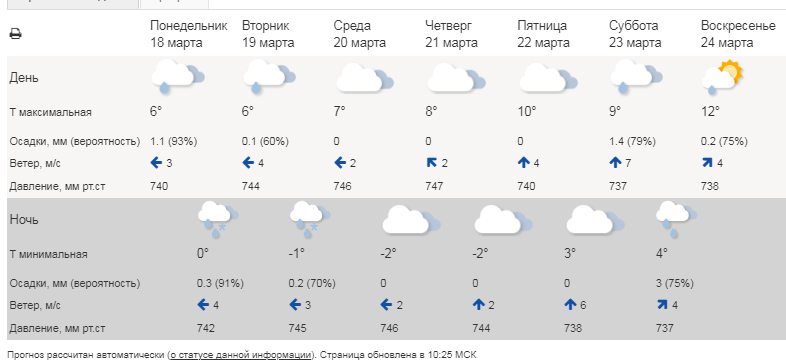 Понедельник Вторник Среда Четверг Пятница Суббота Воскресенье
18 марта 19 марта 20 марта 21 марта 22 марта 23 марта 24 марта
День
Т максимальная 6° 6° 7° 8° 10° 9° 12°
Осадки, мм (вероятность) 1.1 (93%) 0.1 (60%) 0 0 0 1.4 (79%) 0.2 (75%)
Ветер, м/с 3 4 2 2 4 7 4
Давление, мм рт.ст 740 744 746 747 740 737 738
Ночь
Т минимальная 0° -1° -2° -2° 3° 4°
Осадки, мм (вероятность) 0.3 (91%) 0.2 (70%) 0 0 0 3 (75%)
Ветер, м/с 4 3 2 2 6 4
Давление, мм рт.ст 742 745 746 744 738 737
Прогноз рассчитан автоматически (о статусе данной информации). Страница обновлена в 10:25 МСК